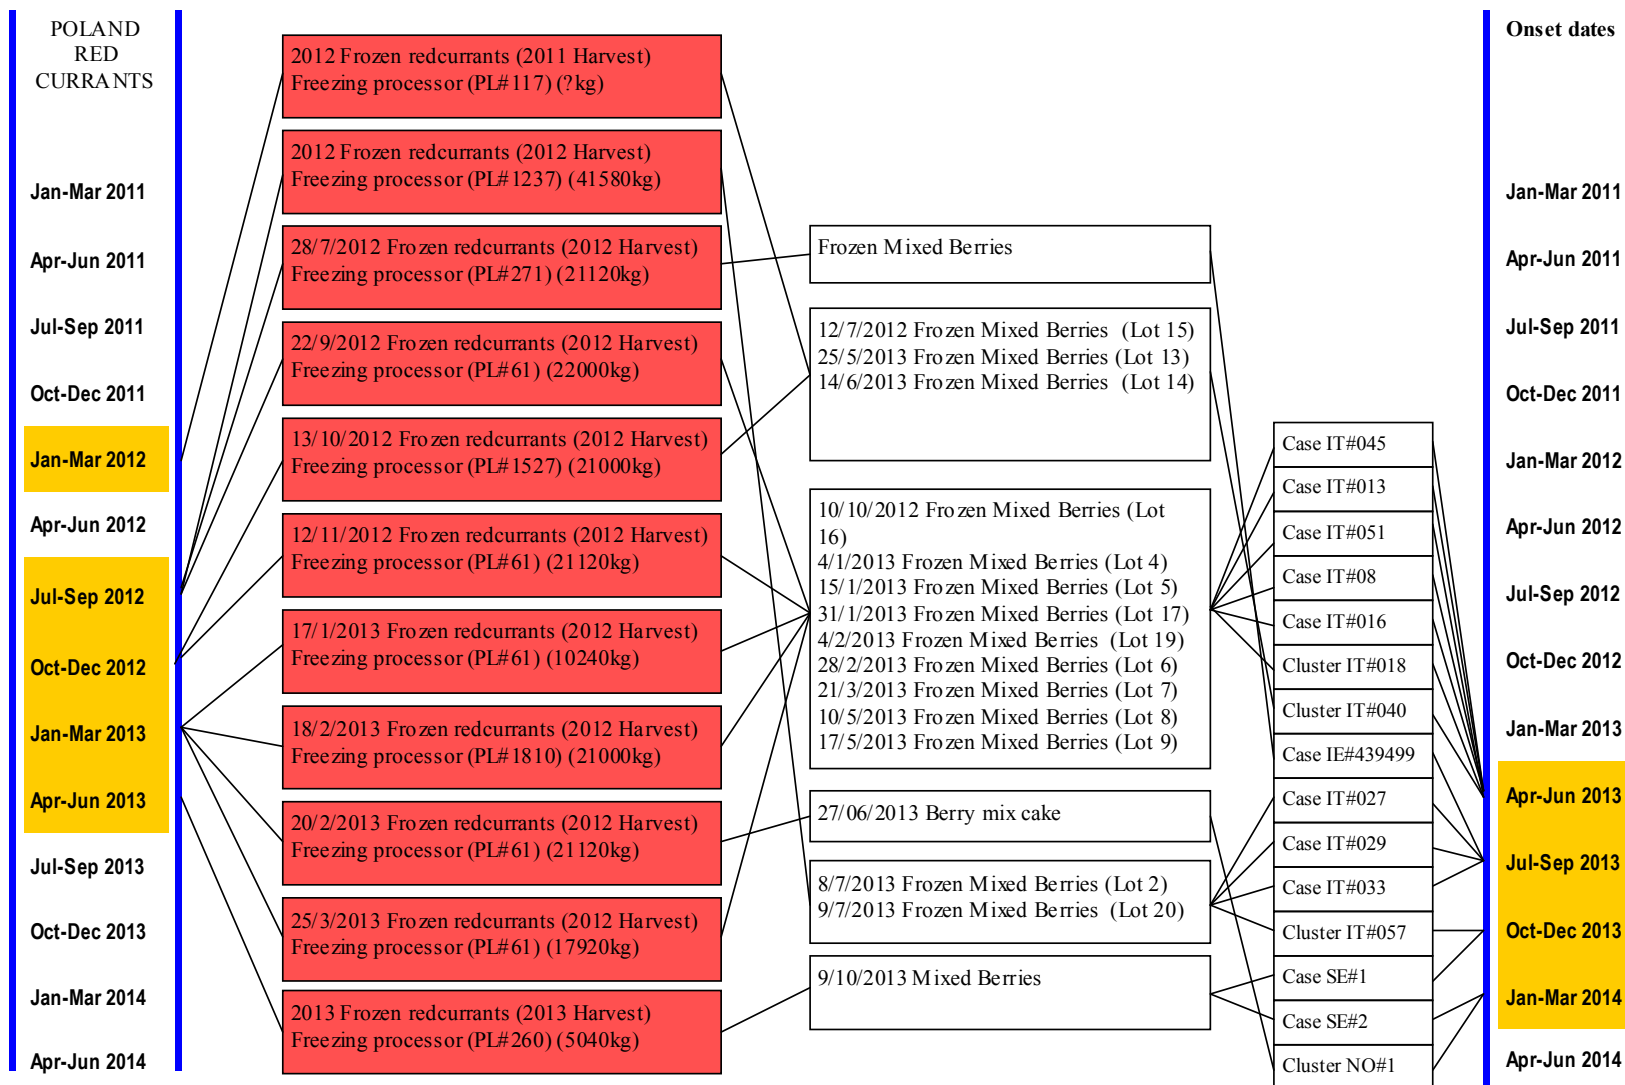 POLAND
RED
CURRANTS
Jan-Mar 2011
Apr-Jun 2011
Jul-Sep 2011
Oct-Dec 2011
Jan-Mar 2012
Apr-Jun 2012
Jul-Sep 2012
Oct-Dec 2012
Jan-Mar 2013
Apr-Jun 2013
Jul-Sep 2013
Oct-Dec 2013
Jan-Mar 2014
Apr-Jun 2014
2012 Frozen redcurrants (2011 Harvest)
Freezing processor (PL#117) (?kg)
2012 Frozen redcurrants (2012 Harvest)
Freezing processor (PL#1237) (41580kg)
28/7/2012 Frozen redcurrants (2012 Harvest)
Freezing processor (PL#271) (21120kg)
22/9/2012 Frozen redcurrants (2012 Harvest)
Freezing processor (PL#61) (22000kg)
13/10/2012 Frozen redcurrants (2012 Harvest)
Freezing processor (PL#1527) (21000kg)
12/11/2012 Frozen redcurrants (2012 Harvest)
Freezing processor (PL#61) (21120kg)
17/1/2013 Frozen redcurrants (2012 Harvest)
Freezing processor (PL#61) (10240kg)
18/2/2013 Frozen redcurrants (2012 Harvest)
Freezing processor (PL#1810) (21000kg)
20/2/2013 Frozen redcurrants (2012 Harvest)
Freezing processor (PL#61) (21120kg)
25/3/2013 Frozen redcurrants (2012 Harvest)
Freezing processor (PL#61) (17920kg)
2013 Frozen redcurrants (2013 Harvest)
Freezing processor (PL#260) (5040kg)
Frozen Mixed Berries
12/7/2012 Frozen Mixed Berries (Lot 15)
25/5/2013 Frozen Mixed Berries (Lot 13)
14/6/2013 Frozen Mixed Berries (Lot 14)
10/10/2012 Frozen Mixed Berries (Lot
16)
4/1/2013 Frozen Mixed Berries (Lot 4)
15/1/2013 Frozen Mixed Berries (Lot 5)
31/1/2013 Frozen Mixed Berries (Lot 17)
4/2/2013 Frozen Mixed Berries (Lot 19)
28/2/2013 Frozen Mixed Berries (Lot 6)
21/3/2013 Frozen Mixed Berries (Lot 7)
10/5/2013 Frozen Mixed Berries (Lot 8)
17/5/2013 Frozen Mixed Berries (Lot 9)
27/06/2013 Berry mix cake
8/7/2013 Frozen Mixed Berries (Lot 2)
9/7/2013 Frozen Mixed Berries (Lot 20)
9/10/2013 Mixed Berries
Case IT#045
Case IT#013
Case IT#051
Case IT#08
Case IT#016
Cluster IT#018
Cluster IT#040
Case IE#439499
Case IT#027
Case IT#029
Case IT#033
Cluster IT#057
Case SE#1
Case SE#2
Cluster NO#1
Onset dates
Jan-Mar 2011
Apr-Jun 2011
Jul-Sep 2011
Oct-Dec 2011
Jan-Mar 2012
Apr-Jun 2012
Jul-Sep 2012
Oct-Dec 2012
Jan-Mar 2013
Apr-Jun 2013
Jul-Sep 2013
Oct-Dec 2013
Jan-Mar 2014
Apr-Jun 2014